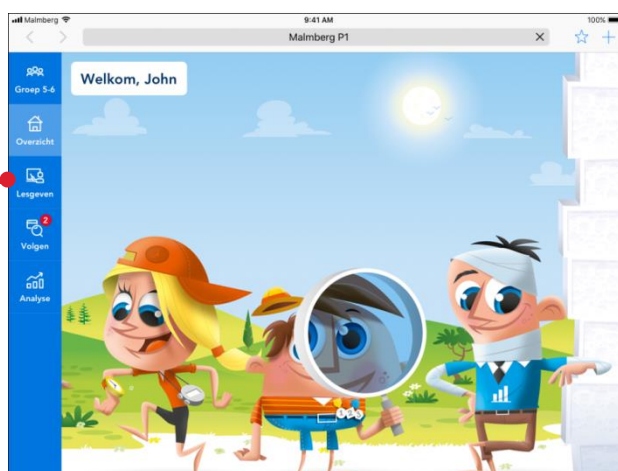 Malmberg
9:41 AM
100%
Malmberg P1
Groep 5-6
Welkom, John
Overzicht
Lesgeven
2
Volgen
Analyse